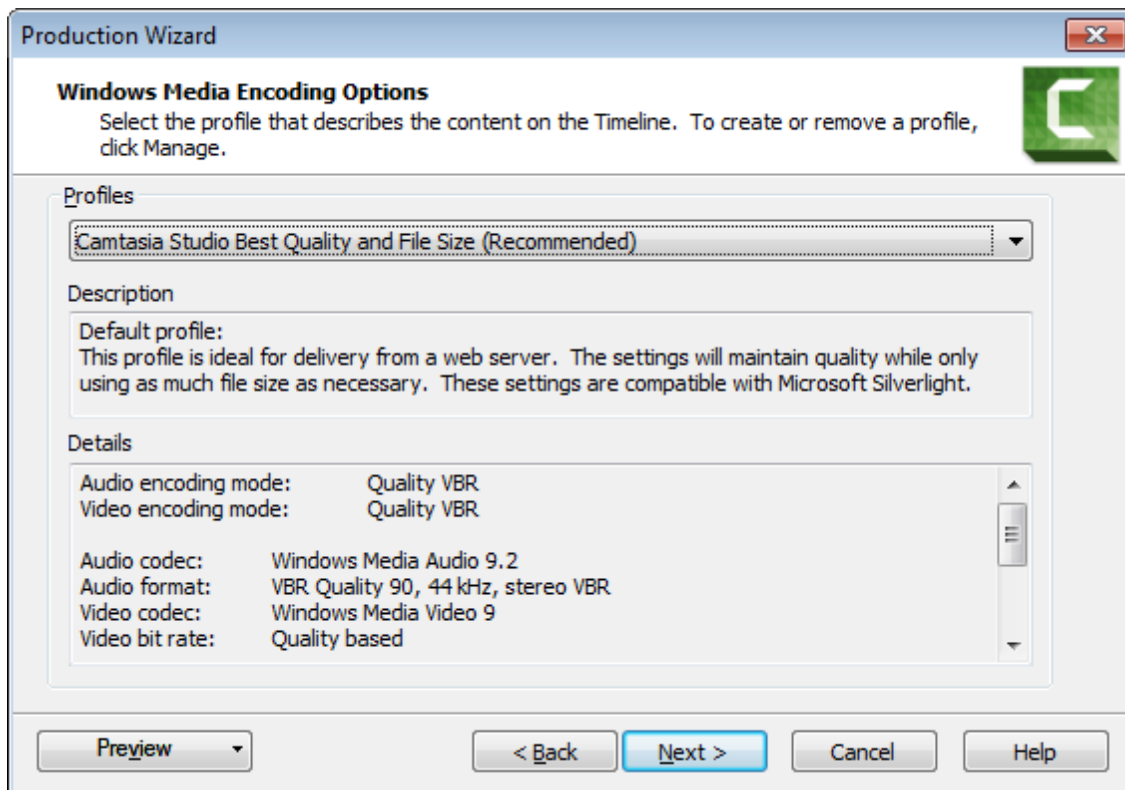 Production Wizard
Windows Media Encoding Options
Select the profile that describes the content on the Timeline.  To create or remove a profile,
click Manage.
Profiles
Camtasia Studio Best Quality and File Size (Recommended)
Description
Default profile:
This profile is ideal for delivery from a web server.  The settings will maintain quality while only
using as much file size as necessary.  These settings are compatible with Microsoft Silverlight.
Details
Audio encoding mode: Quality VBR
Video encoding mode: Quality VBR
Audio codec: Windows Media Audio 9.2
Audio format: VBR Quality 90, 44 kHz, stereo VBR
Video codec: Windows Media Video 9
Video bit rate: Quality based
Preview < Back Next > Cancel Help